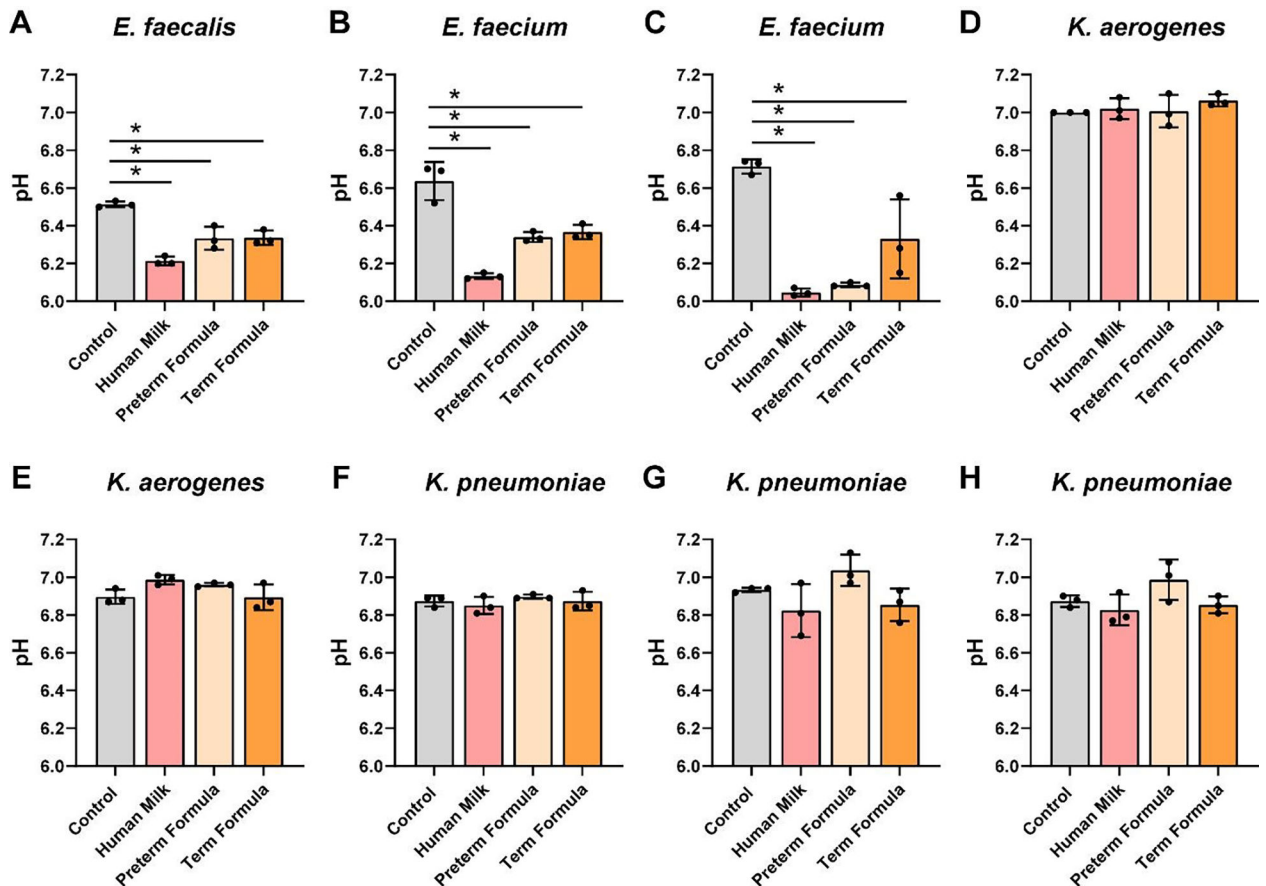 A E. faecalis
pH
7.2
7.0
6.8
6.6
6.4
6.2
6.0
*
*
*
Control
Human Milk
Preterm Formula
Term Formula
B E. faecium
pH
7.2
7.0
6.8
6.6
6.4
6.2
6.0
*
*
*
Control
Human Milk
Preterm Formula
Term Formula
C E. faecium
pH
7.2
7.0
6.8
6.6
6.4
6.2
6.0
*
*
*
Control
Human Milk
Preterm Formula
Term Formula
D K. aerogenes
pH
7.2
7.0
6.8
6.6
6.4
6.2
6.0
Control
Human Milk
Preterm Formula
Term Formula
E K. aerogenes
pH
7.2
7.0
6.8
6.6
6.4
6.2
6.0
Control
Human Milk
Preterm Formula
Term Formula
F K. pneumoniae
pH
7.2
7.0
6.8
6.6
6.4
6.2
6.0
Control
Human Milk
Preterm Formula
Term Formula
G K. pneumoniae
pH
7.2
7.0
6.8
6.6
6.4
6.2
6.0
Control
Human Milk
Preterm Formula
Term Formula
H K. pneumoniae
pH
7.2
7.0
6.8
6.6
6.4
6.2
6.0
Control
Human Milk
Preterm Formula
Term Formula